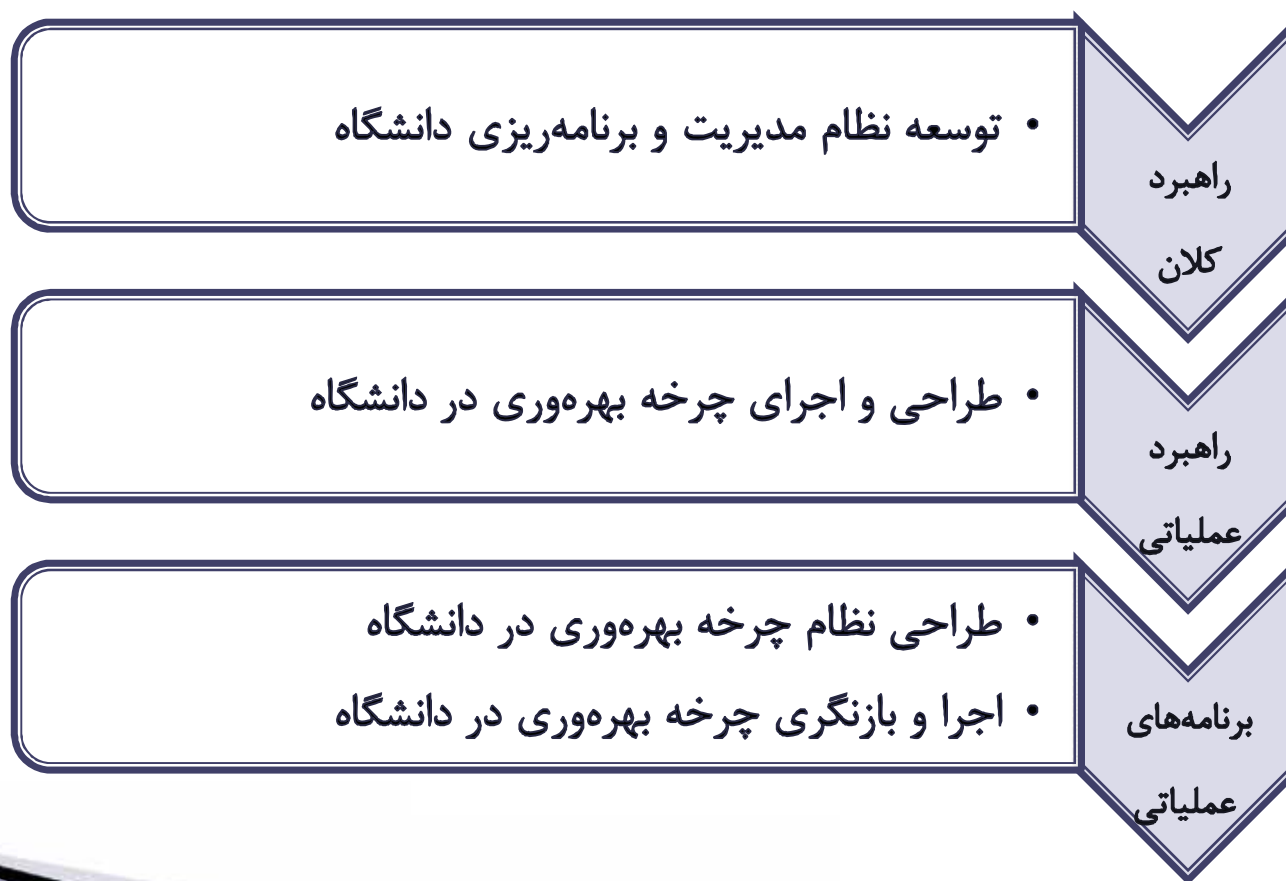 راهبرد
کلان
• توسعه نظام مدیریت و برنامه‌ریزی دانشگاه
راهبرد
عملیاتی
• طراحی و اجرای چرخه بهره‌وری در دانشگاه
برنامه‌های
عملیاتی
• طراحی نظام چرخه بهره‌وری در دانشگاه
• اجرا و بازنگری چرخه بهره‌وری در دانشگاه